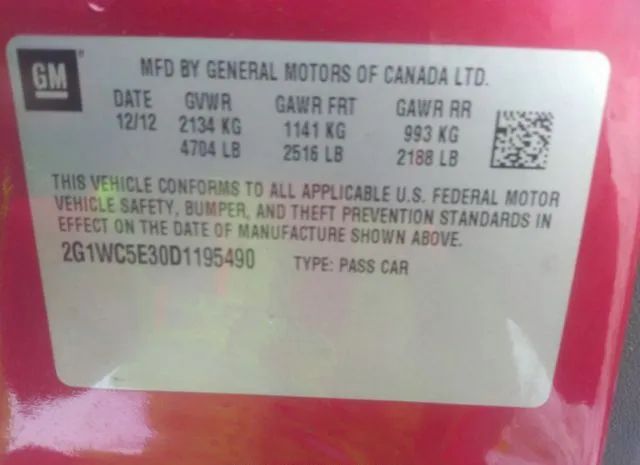 GM
MFD BY GENERAL MOTORS OF CANADA LTD.
DATE GVWR GAWR FRT GAWR RR
12/12 2134 KG 1141 KG 993 KG
4704 LB 2516 LB 2188 LB
THIS VEHICLE CONFORMS TO ALL APPLICABLE U.S. FEDERAL MOTOR
VEHICLE SAFETY, BUMPER, AND THEFT PREVENTION STANDARDS IN
EFFECT ON THE DATE OF MANUFACTURE SHOWN ABOVE.
2G1WC5E30D1195490 TYPE: PASS CAR